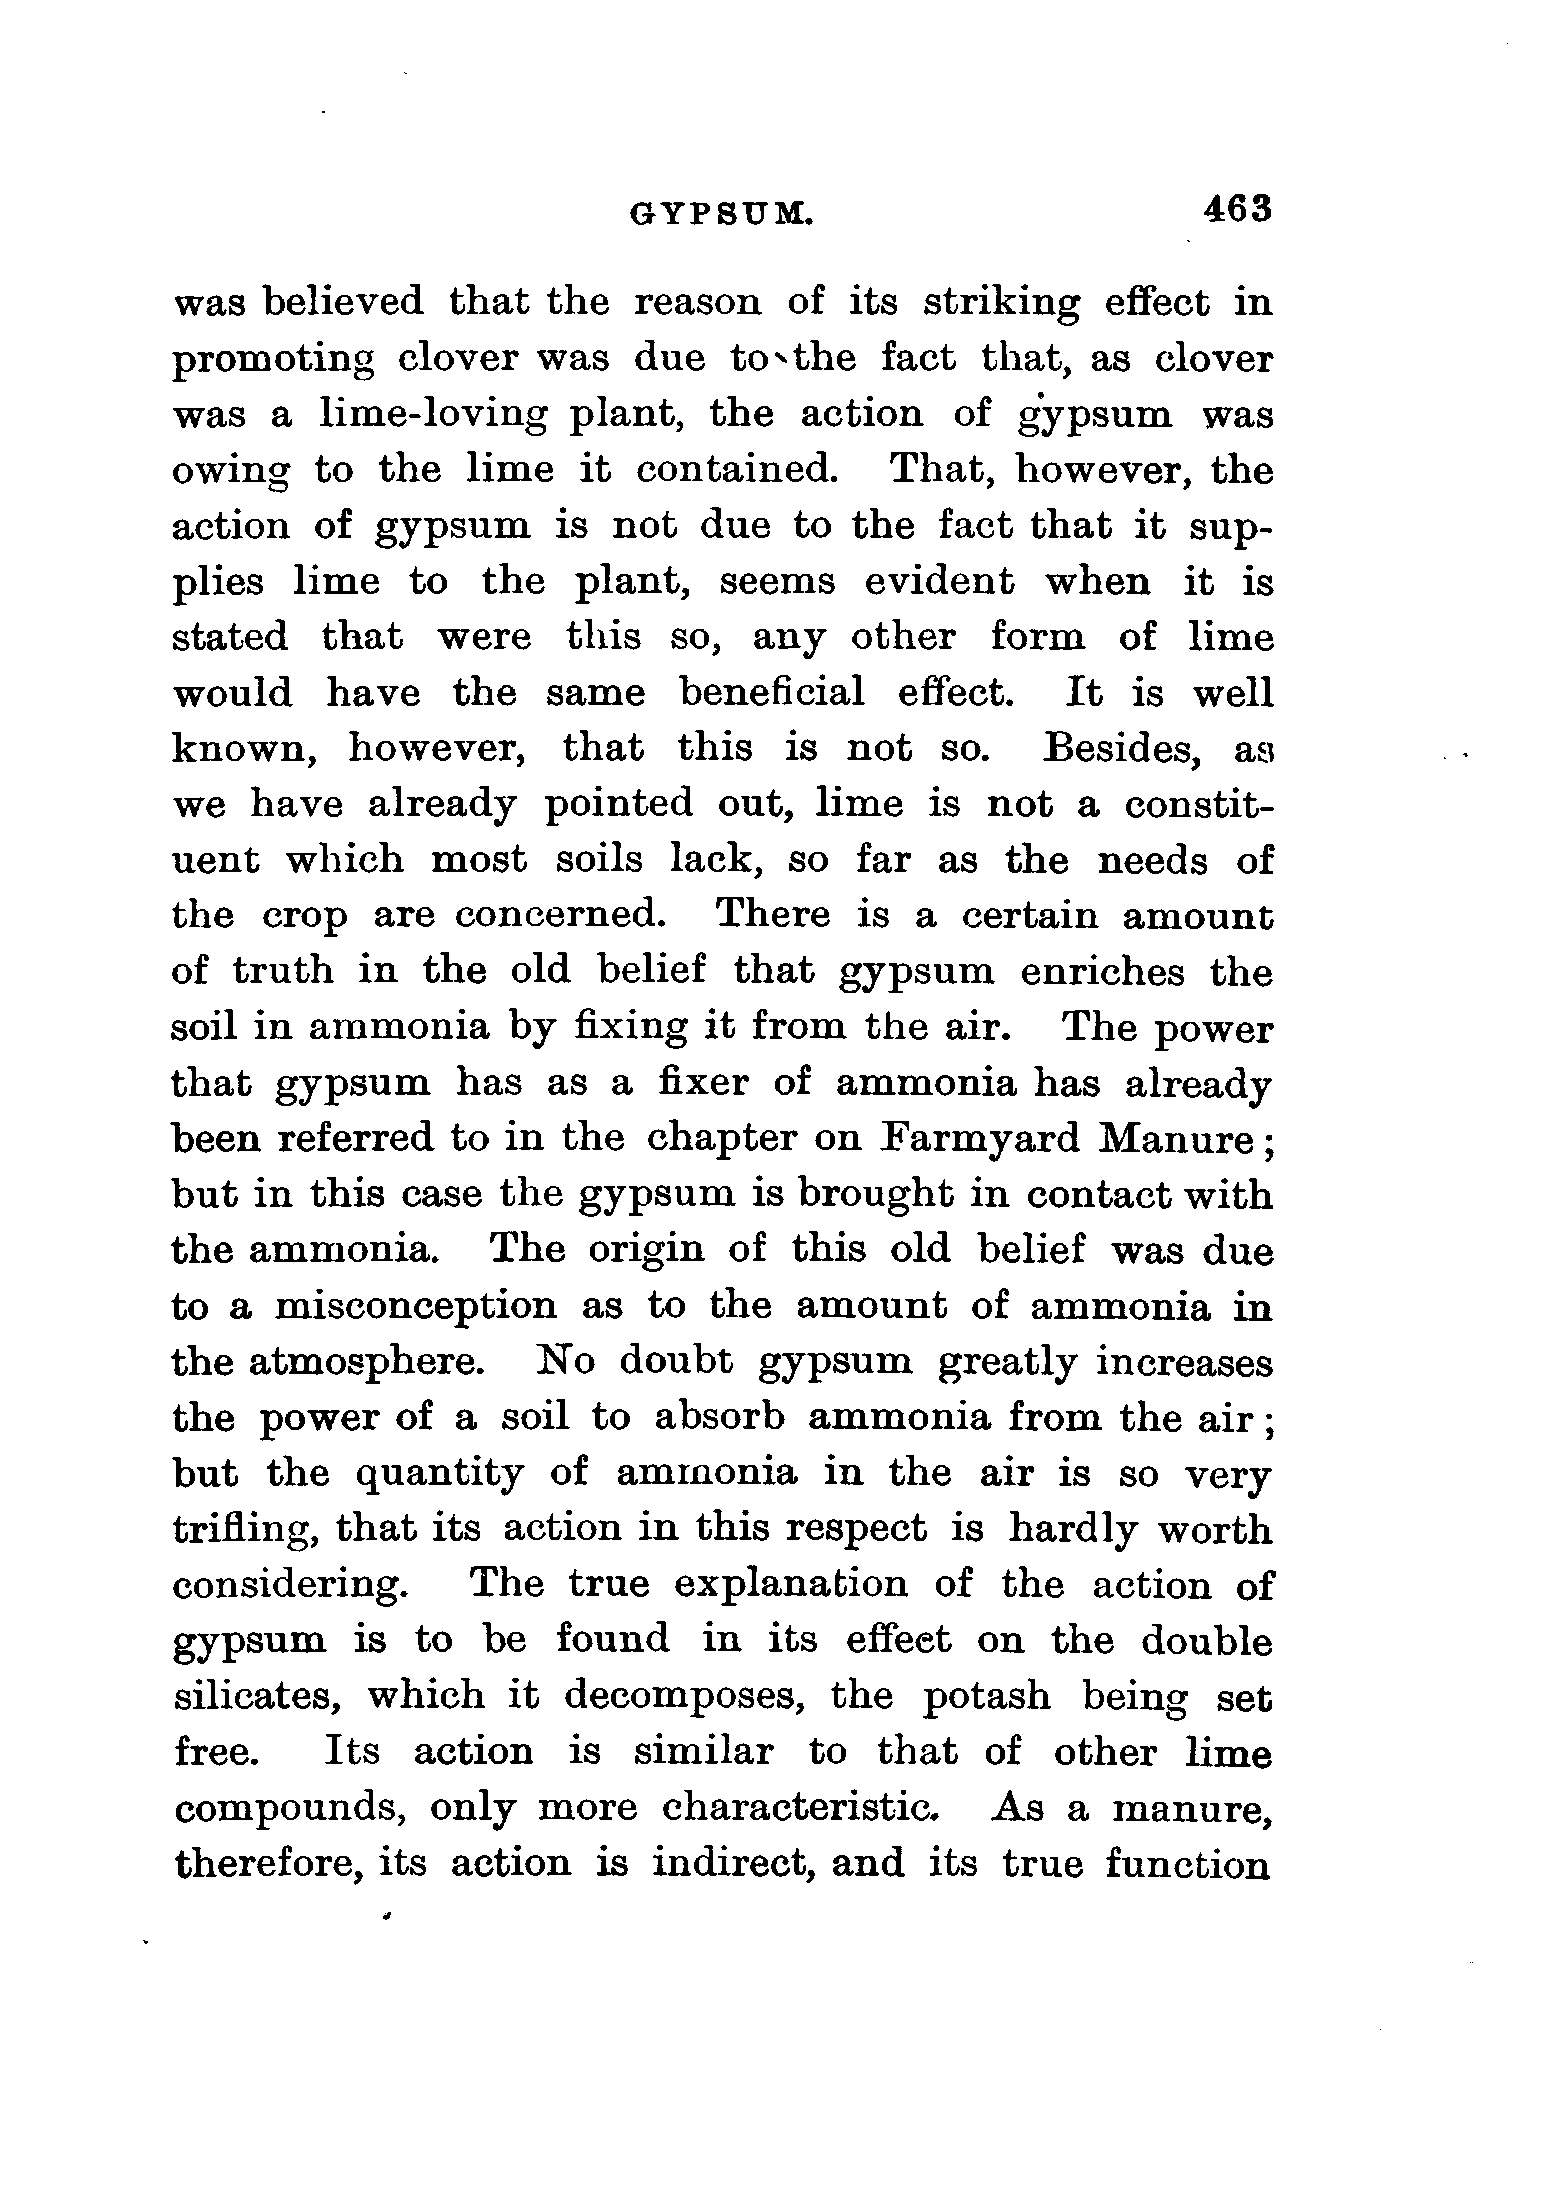 GYPSUM. 463
was believed that the reason of its striking effect in
promoting clover was due to the fact that, as clover
was a lime-loving plant, the action of gypsum was
owing to the lime it contained. That, however, the
action of gypsum is not due to the fact that it sup-
plies lime to the plant, seems evident when it is
stated that were this so, any other form of lime
would have the same beneficial effect. It is well
known, however, that this is not so. Besides, as
we have already pointed out, lime is not a constit-
uent which most soils lack, so far as the needs of
the crop are concerned. There is a certain amount
of truth in the old belief that gypsum enriches the
soil in ammonia by fixing it from the air. The power
that gypsum has as a fixer of ammonia has already
been referred to in the chapter on Farmyard Manure;
but in this case the gypsum is brought in contact with
the ammonia. The origin of this old belief was due
to a misconception as to the amount of ammonia in
the atmosphere. No doubt gypsum greatly increases
the power of a soil to absorb ammonia from the air;
but the quantity of ammonia in the air is so very
trifling, that its action in this respect is hardly worth
considering. The true explanation of the action of
gypsum is to be found in its effect on the double
silicates, which it decomposes, the potash being set
free. Its action is similar to that of other lime
compounds, only more characteristic. As a manure,
therefore, its action is indirect, and its true function